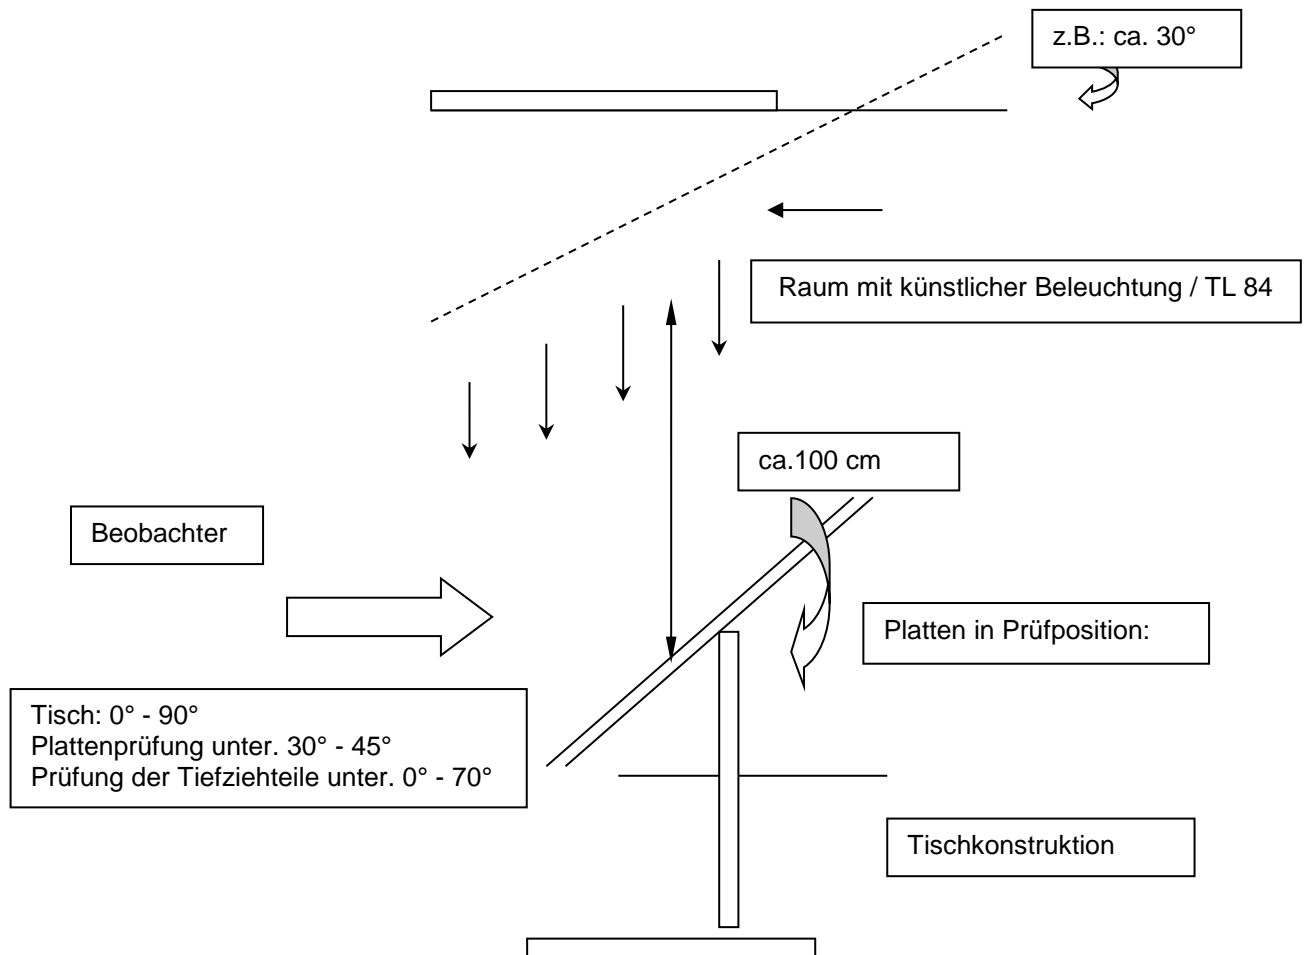 z.B.: ca. 30°
Raum mit künstlicher Beleuchtung / TL 84
ca.100 cm
Beobachter
Platten in Prüfposition:
Tisch: 0° - 90°
Plattenprüfung unter. 30° - 45°
Prüfung der Tiefziehteile unter. 0° - 70°
Tischkonstruktion